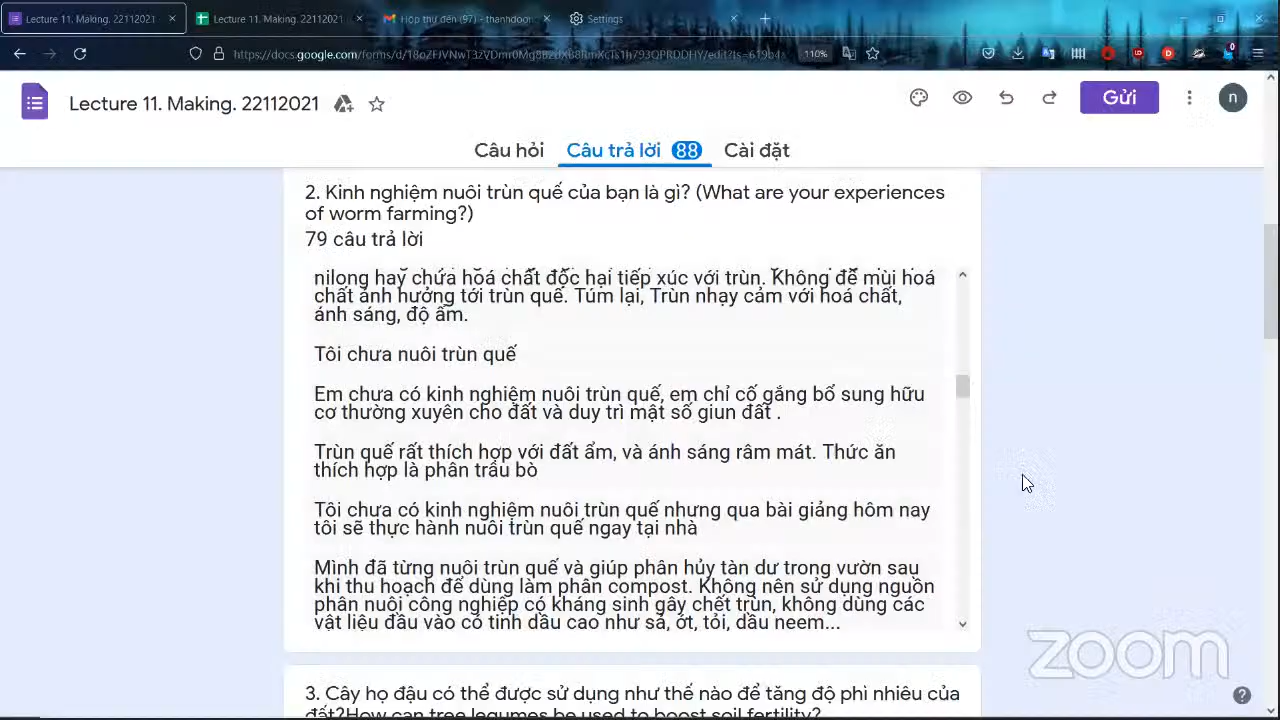 Lecture 11. Making. 22112021
Lecture 11. Making. 22112021 (
Hộp thư đến (97) - thanhdoon
Settings
110%
Lecture 11. Making. 22112021
Gửi
n
Câu hỏi
Câu trả lời 88
Cài đặt
2. Kinh nghiệm nuôi trùn quế của bạn là gì? (What are your experiences
of worm farming?)
79 câu trả lời
nilong hay chứa hoá chất độc hại tiếp xúc với trùn. Không để mùi hoá
chất ảnh hưởng tới trùn quế. Túm lại, Trùn nhạy cảm với hoá chất,
ánh sáng, độ ẩm.
Tôi chưa nuôi trùn quế
Em chưa có kinh nghiệm nuôi trùn quế, em chỉ cố gắng bổ sung hữu
cơ thường xuyên cho đất và duy trì mật số giun đất .
Trùn quế rất thích hợp với đất ẩm, và ánh sáng râm mát. Thức ăn
thích hợp là phân trâu bò
Tôi chưa có kinh nghiệm nuôi trùn quế nhưng qua bài giảng hôm nay
tôi sẽ thực hành nuôi trùn quế ngay tại nhà
Mình đã từng nuôi trùn quế và giúp phân hủy tàn dư trong vườn sau
khi thu hoạch để dùng làm phân compost. Không nên sử dụng nguồn
phân nuôi công nghiệp có kháng sinh gây chết trùn, không dùng các
vật liệu đầu vào có tinh dầu cao như sả, ớt, tỏi, dầu neem...
zoom
3. Cây họ đậu có thể được sử dụng như thế nào để tăng độ phì nhiêu của
đất?How can tree legumes be used to boost soil fertility?